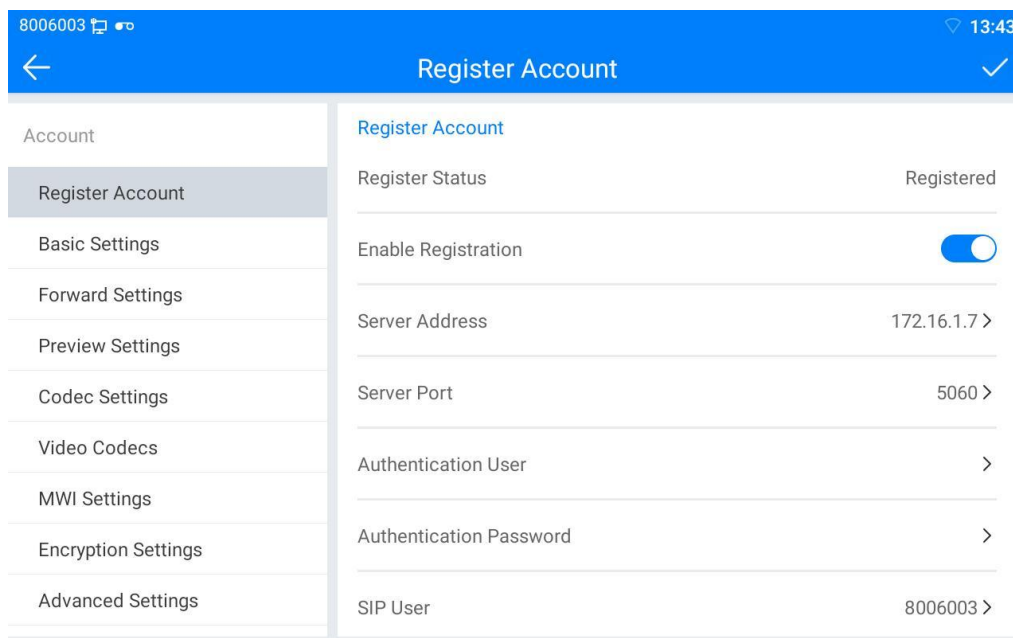 8006003 13:43
Register Account
Account
Register Account
Basic Settings
Forward Settings
Preview Settings
Codec Settings
Video Codecs
MWI Settings
Encryption Settings
Advanced Settings
Register Account
Register Status Registered
Enable Registration
Server Address 172.16.1.7
Server Port 5060
Authentication User
Authentication Password
SIP User 8006003